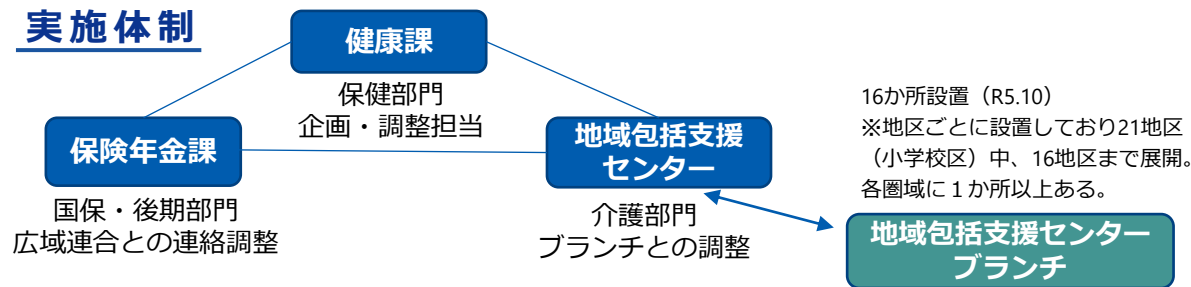 実施体制
健康課
保健部門
企画・調整担当
保険年金課
国保・後期部門
広域連合との連絡調整
地域包括支援
センター
介護部門
ブランチとの調整
16か所設置（R5.10）
※地区ごとに設置しており21地区
（小学校区）中、16地区まで展開。
各圏域に１か所以上ある。
地域包括支援センター
ブランチ